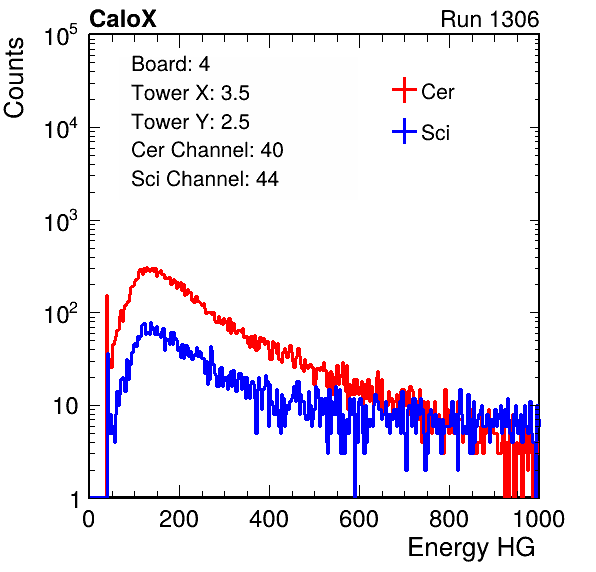 CaloX Run 1306
Counts
Board: 4
Tower X: 3.5
Tower Y: 2.5
Cer Channel: 40
Sci Channel: 44
Cer
Sci
10^5
10^4
10^3
10^2
10
1
0 200 400 600 800 1000
Energy HG